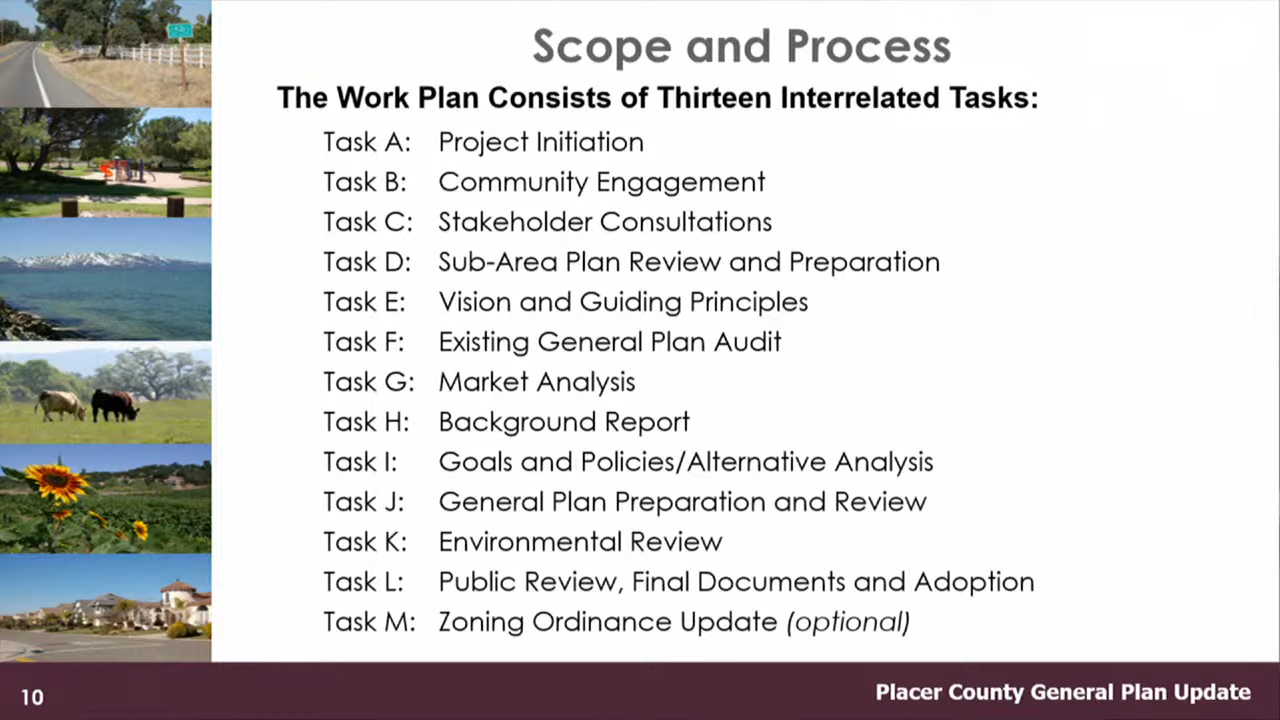 Scope and Process
The Work Plan Consists of Thirteen Interrelated Tasks:
Task A: Project Initiation
Task B: Community Engagement
Task C: Stakeholder Consultations
Task D: Sub-Area Plan Review and Preparation
Task E: Vision and Guiding Principles
Task F: Existing General Plan Audit
Task G: Market Analysis
Task H: Background Report
Task I: Goals and Policies/Alternative Analysis
Task J: General Plan Preparation and Review
Task K: Environmental Review
Task L: Public Review, Final Documents and Adoption
Task M: Zoning Ordinance Update (optional)
10
Placer County General Plan Update